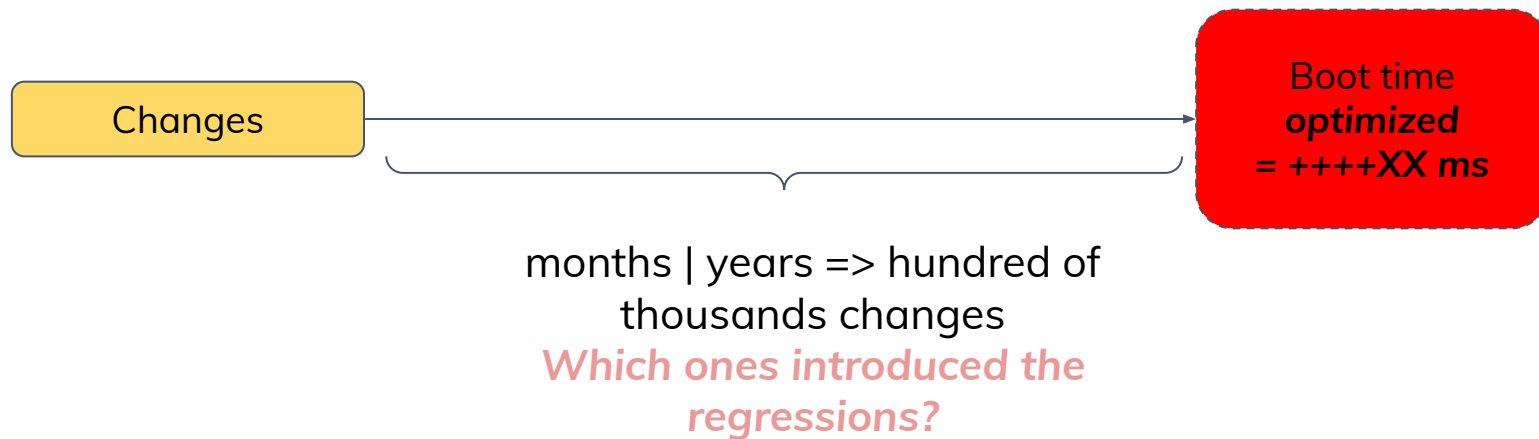 Changes
Boot time
optimized
= ++++XX ms
months | years => hundred of
thousands changes
Which ones introduced the
regressions?